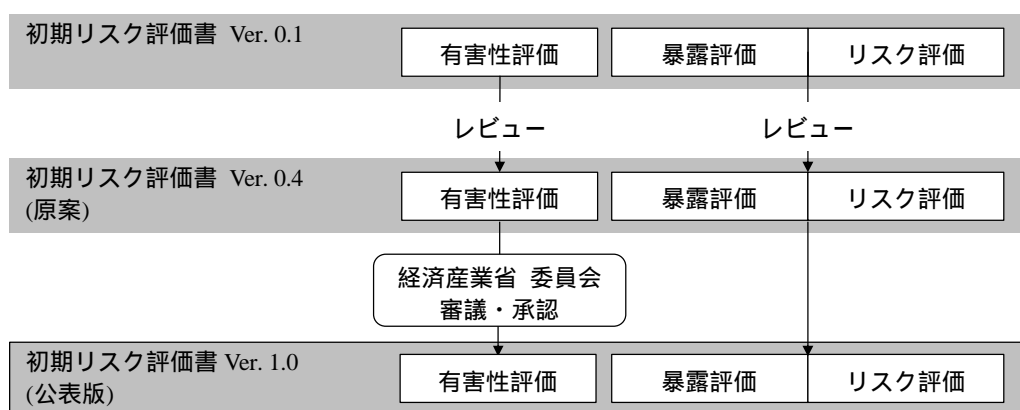 初期リスク評価書 Ver. 0.1
有害性評価 暴露評価 リスク評価
レビュー レビュー
初期リスク評価書 Ver. 0.4
(原案)
有害性評価 暴露評価 リスク評価
経済産業省 委員会
審議・承認
初期リスク評価書 Ver. 1.0
(公表版)
有害性評価 暴露評価 リスク評価